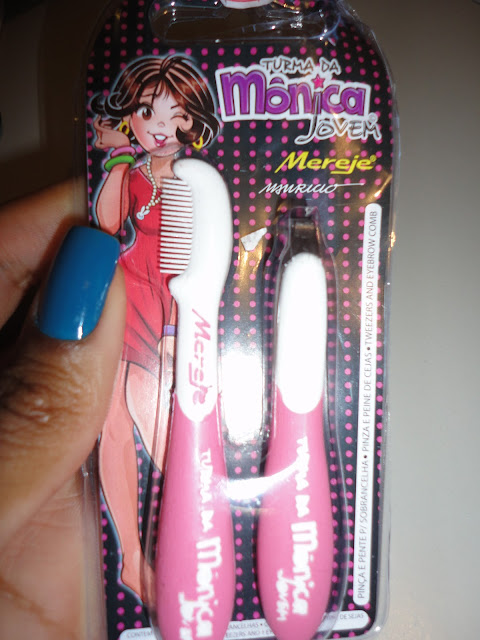 TURMA DA
Mônica
JOVEM
Mereje®
MAURICIO
Mereje
TURMA DA Mônica
TURMA DA Mônica JOVEM
PINÇA E PENTE P/ SOBRANCELHA • PINZA E PEINE DE CEJAS • TWEEZERS AND EYEBROW COMB